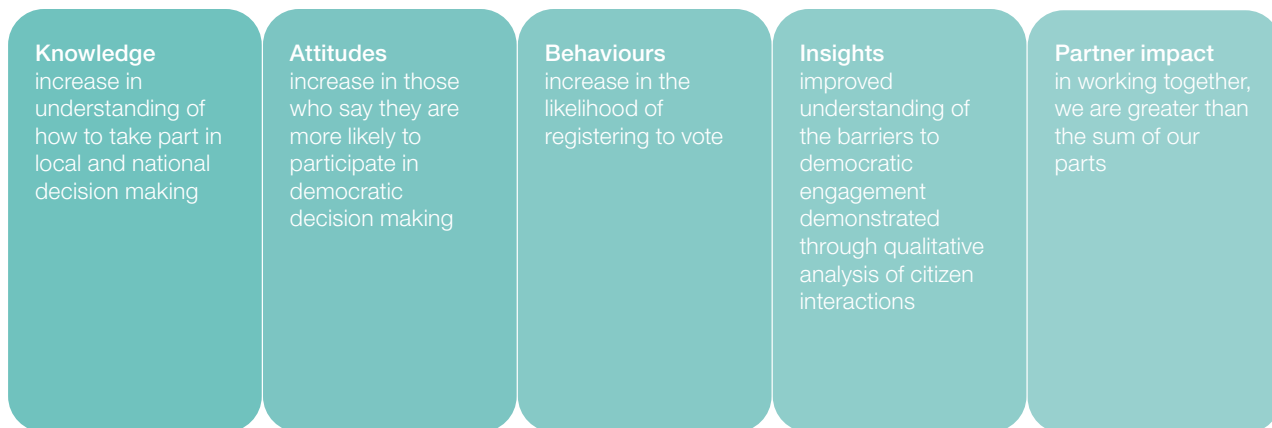 Knowledge
increase in
understanding of
how to take part in
local and national
decision making
Attitudes
increase in those
who say they are
more likely to
participate in
democratic
decision making
Behaviours
increase in the
likelihood of
registering to vote
Insights
improved
understanding of
the barriers to
democratic
engagement
demonstrated
through qualitative
analysis of citizen
interactions
Partner impact
in working together,
we are greater than
the sum of our
parts